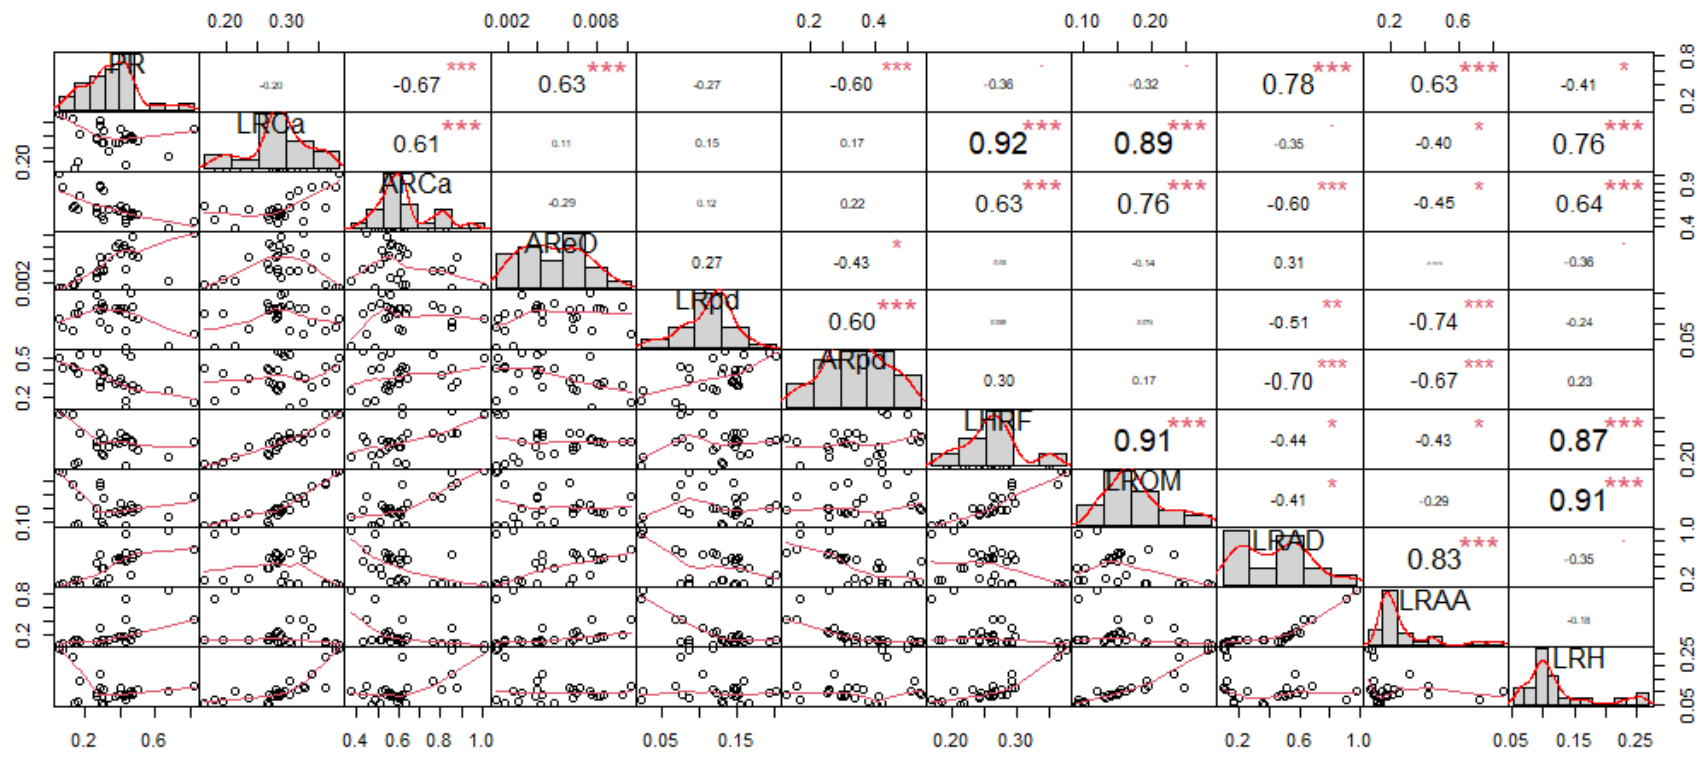 0.20 0.30 0.002 0.008 0.2 0.4 0.10 0.20 0.2 0.6
PR -0.20 -0.67 *** 0.63 *** -0.27 -0.60 *** -0.36 . -0.32 . 0.78 *** 0.63 *** -0.41 * 0.2 0.8
0.20 LRCa 0.61 *** 0.11 0.15 0.17 0.92 *** 0.89 *** -0.35 . -0.40 * 0.76 ***
ARCa -0.29 0.12 0.22 0.63 *** 0.76 *** -0.60 *** -0.45 * 0.64 *** 0.4 0.9
0.002 AReD 0.27 -0.43 * -0.14 0.31 -0.36 .
LRpd 0.60 *** -0.51 ** -0.74 *** -0.24 0.05
0.2 0.5 ARpd 0.30 0.17 -0.70 *** -0.67 *** 0.23
LHRF 0.91 *** -0.44 * -0.43 * 0.87 *** 0.20
0.10 LROM -0.41 * -0.29 0.91 ***
LRAD 0.83 *** -0.35 . 0.2 1.0
0.2 0.8 LRAA -0.18
LRH 0.05 0.25
0.2 0.6 0.4 0.6 0.8 1.0 0.05 0.15 0.20 0.30 0.2 0.6 1.0 0.05 0.15 0.25